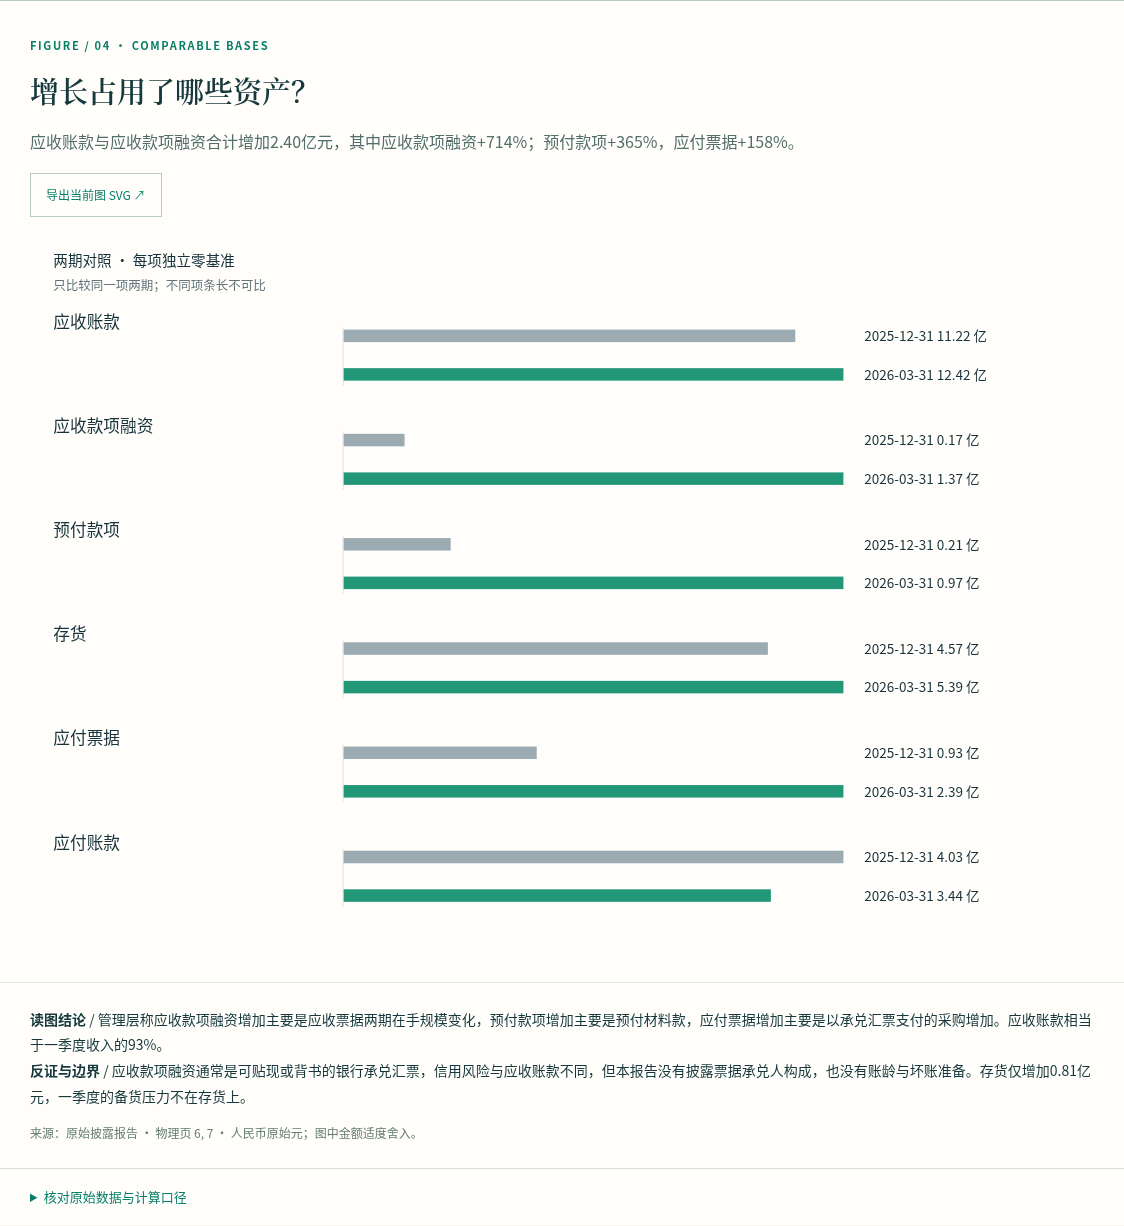 FIGURE / 04 · COMPARABLE BASES
增长占用了哪些资产？
应收账款与应收款项融资合计增加2.40亿元，其中应收款项融资+714%；预付款项+365%，应付票据+158%。
导出当前图 SVG ↗
两期对照 · 每项独立零基准
只比较同一项两期；不同项条长不可比
应收账款
2025-12-31 11.22 亿
2026-03-31 12.42 亿
应收款项融资
2025-12-31 0.17 亿
2026-03-31 1.37 亿
预付款项
2025-12-31 0.21 亿
2026-03-31 0.97 亿
存货
2025-12-31 4.57 亿
2026-03-31 5.39 亿
应付票据
2025-12-31 0.93 亿
2026-03-31 2.39 亿
应付账款
2025-12-31 4.03 亿
2026-03-31 3.44 亿
读图结论 / 管理层称应收款项融资增加主要是应收票据两期在手规模变化，预付款项增加主要是预付材料款，应付票据增加主要是以承兑汇票支付的采购增加。应收账款相当
于一季度收入的93%。
反证与边界 / 应收款项融资通常是可贴现或背书的银行承兑汇票，信用风险与应收账款不同，但本报告没有披露票据承兑人构成，也没有账龄与坏账准备。存货仅增加0.81亿
元，一季度的备货压力不在存货上。
来源：原始披露报告 · 物理页 6, 7 · 人民币原始元；图中金额适度舍入。
▶ 核对原始数据与计算口径